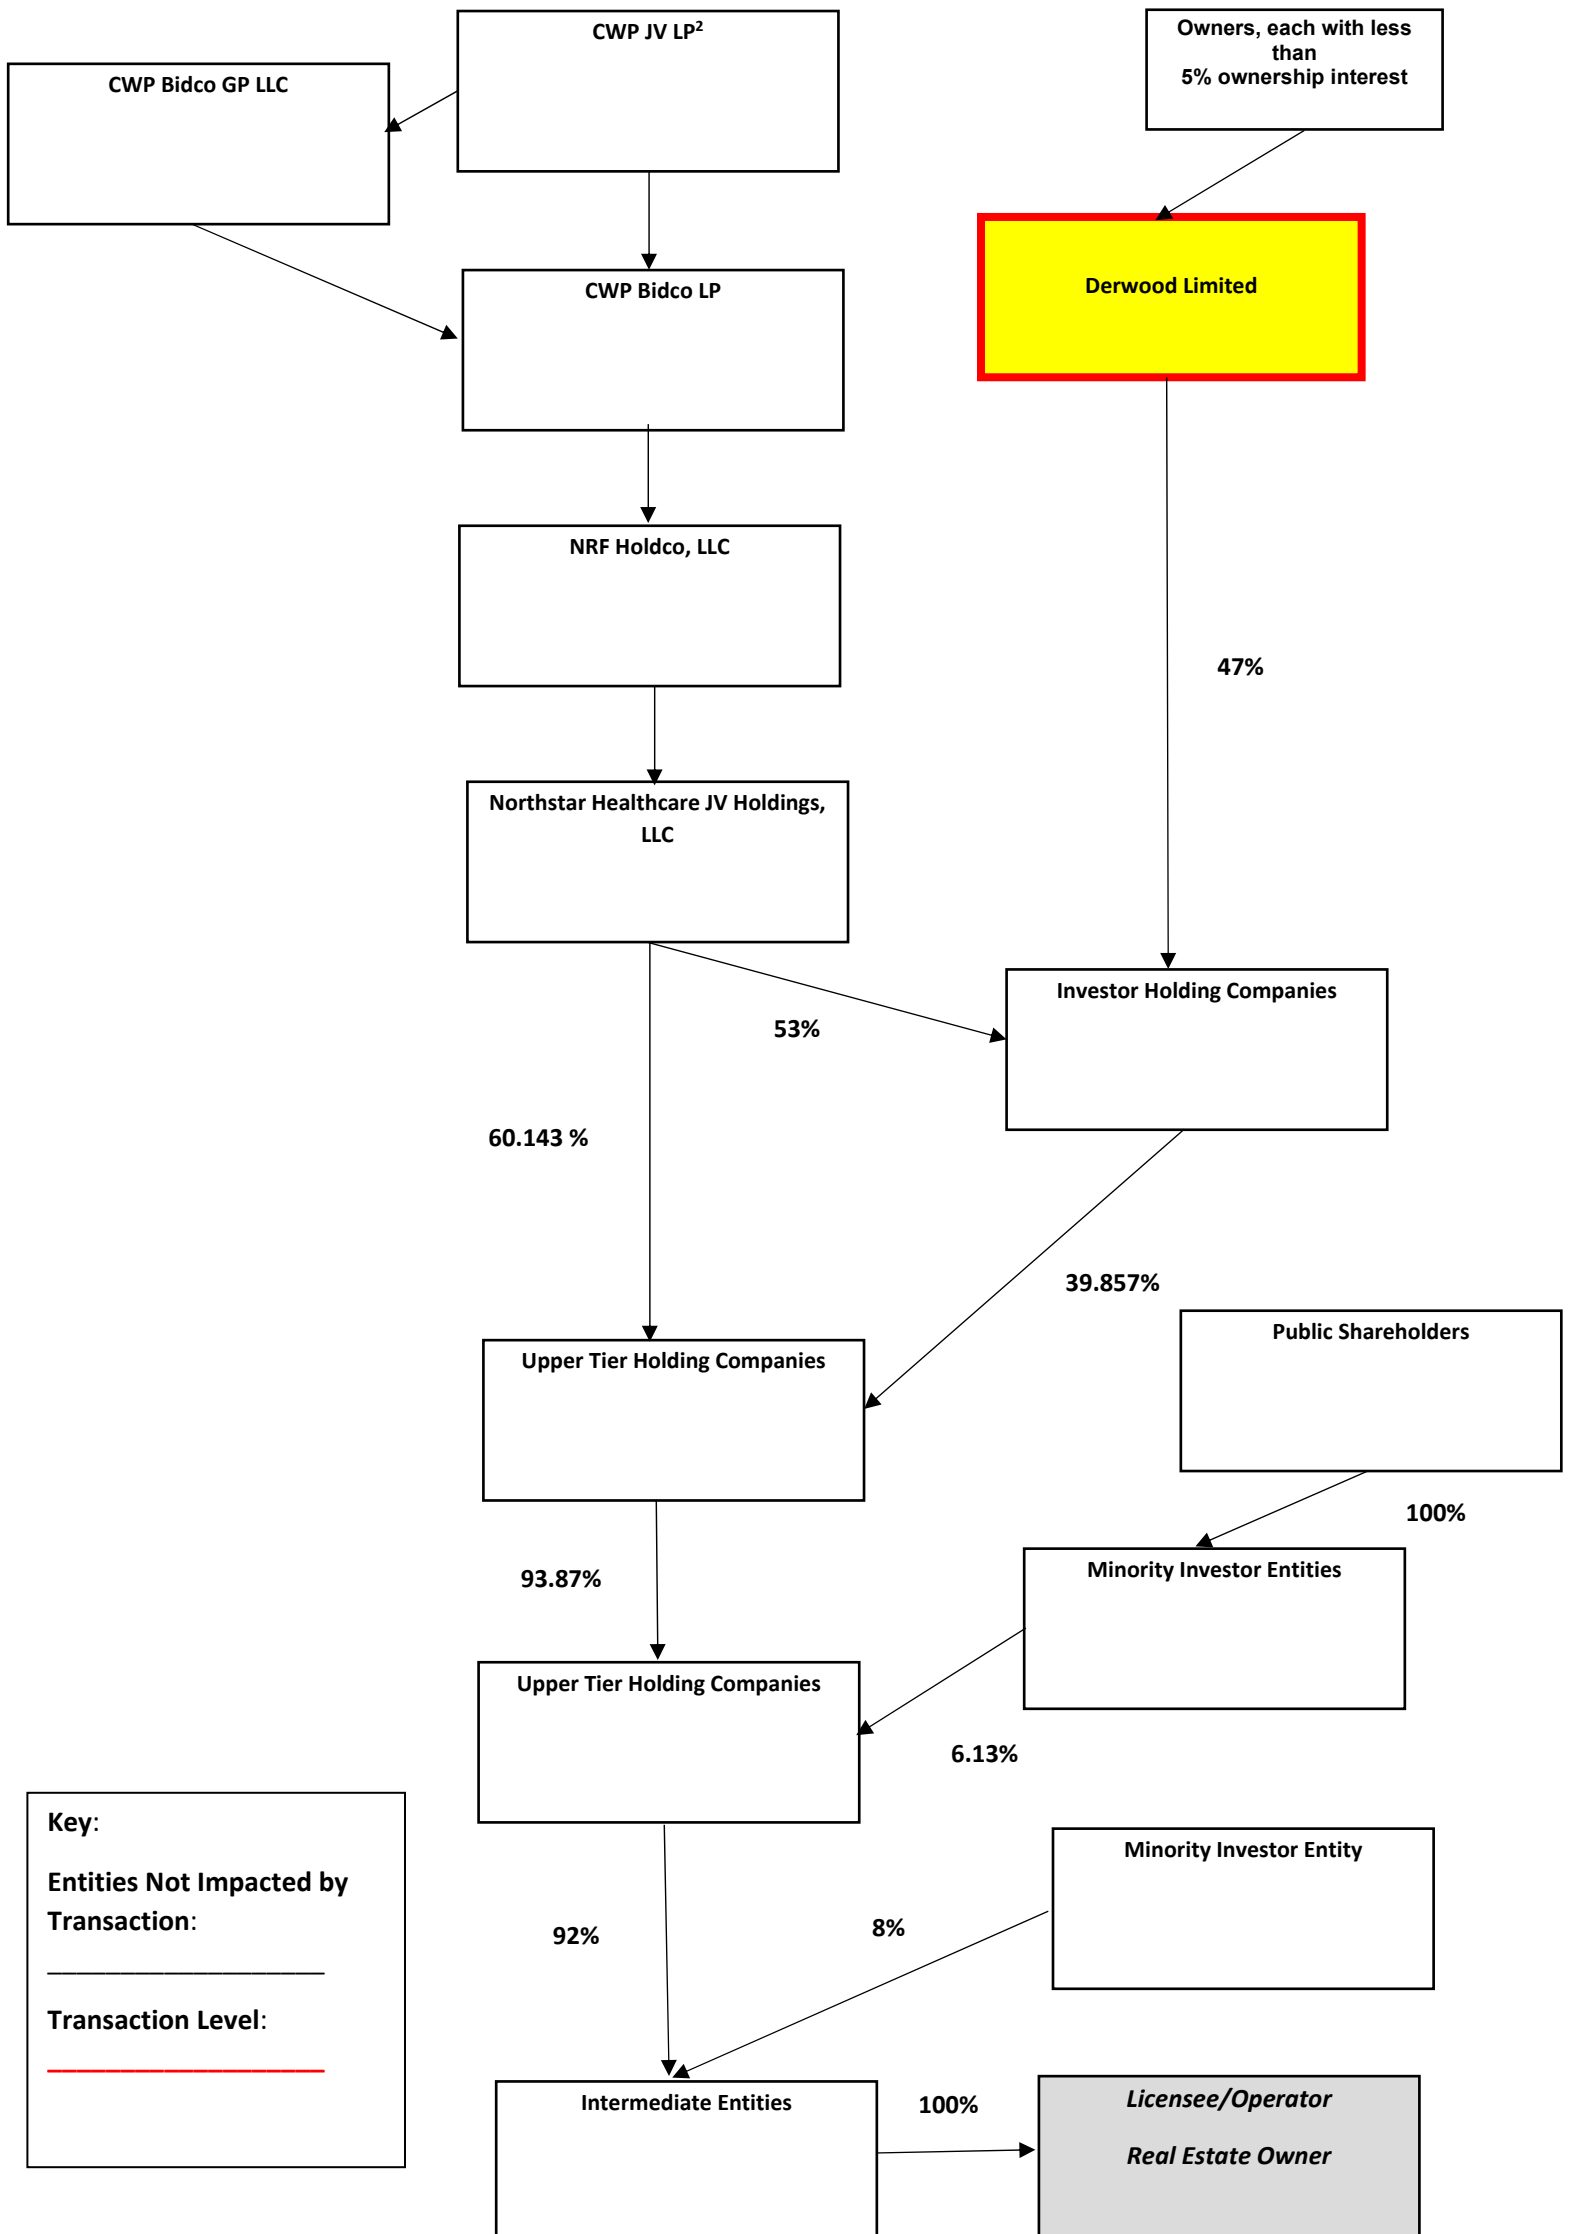 CWP JV LP²
Owners, each with less
than
5% ownership interest
CWP Bidco GP LLC
CWP Bidco LP
Derwood Limited
NRF Holdco, LLC
47%
Northstar Healthcare JV Holdings,
LLC
Investor Holding Companies
53%
60.143 %
39.857%
Public Shareholders
Upper Tier Holding Companies
100%
Minority Investor Entities
93.87%
Upper Tier Holding Companies
6.13%
Key:
Entities Not Impacted by
Transaction:
Transaction Level:
Minority Investor Entity
92%
8%
Intermediate Entities
100%
Licensee/Operator
Real Estate Owner